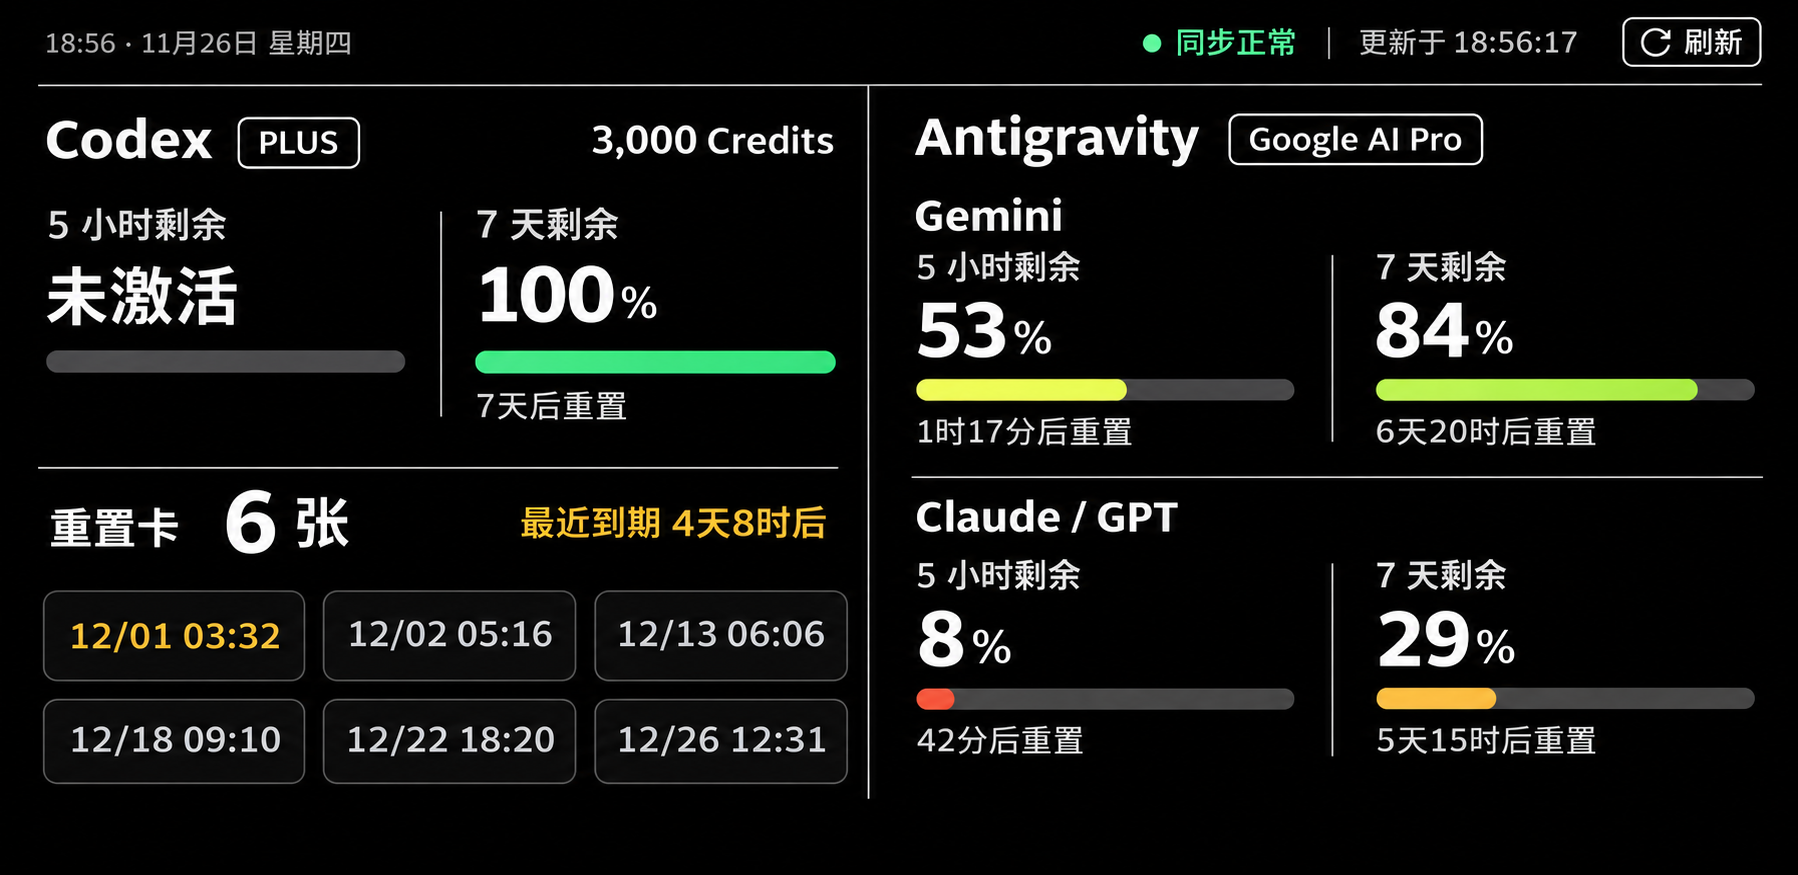 18:56 · 11月26日 星期四
同步正常
更新于 18:56:17
刷新
Codex
PLUS
3,000 Credits
5 小时剩余
未激活
7 天剩余
100%
7天后重置
重置卡 6 张
最近到期 4天8时后
12/01 03:32
12/02 05:16
12/13 06:06
12/18 09:10
12/22 18:20
12/26 12:31
Antigravity
Google AI Pro
Gemini
5 小时剩余
53%
1时17分后重置
7 天剩余
84%
6天20时后重置
Claude / GPT
5 小时剩余
8%
42分后重置
7 天剩余
29%
5天15时后重置